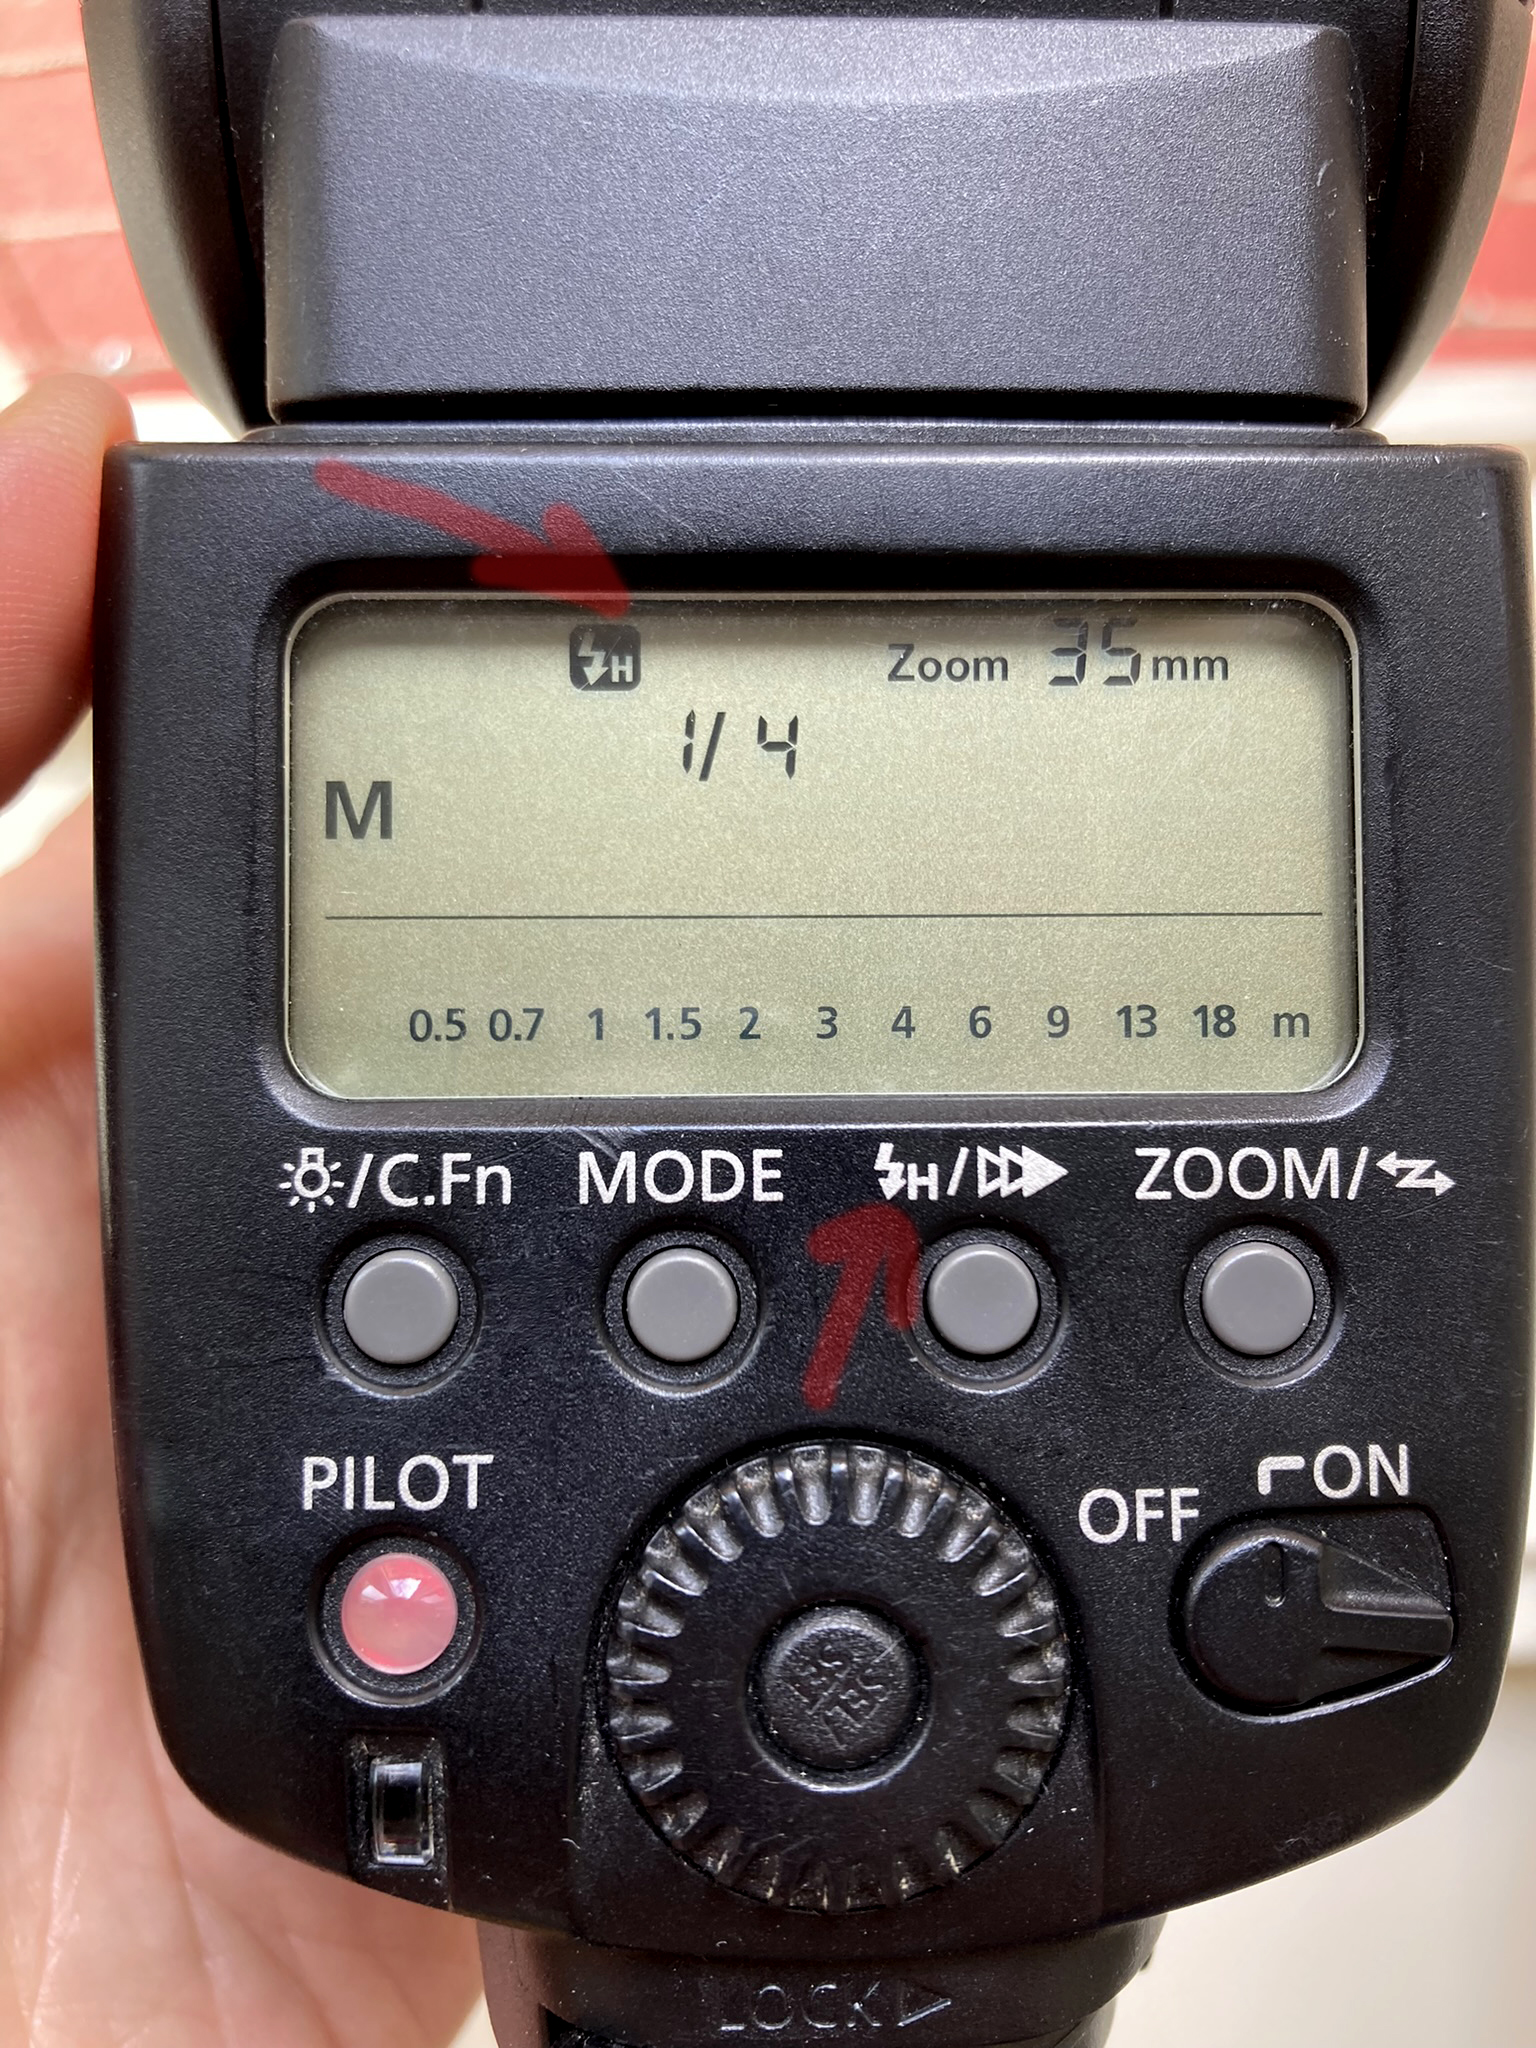 H Zoom 35mm
1/4
M
0.5 0.7 1 1.5 2 3 4 6 9 13 18 m
/C.Fn MODE H/ ZOOM/
PILOT
OFF ON
LOCK